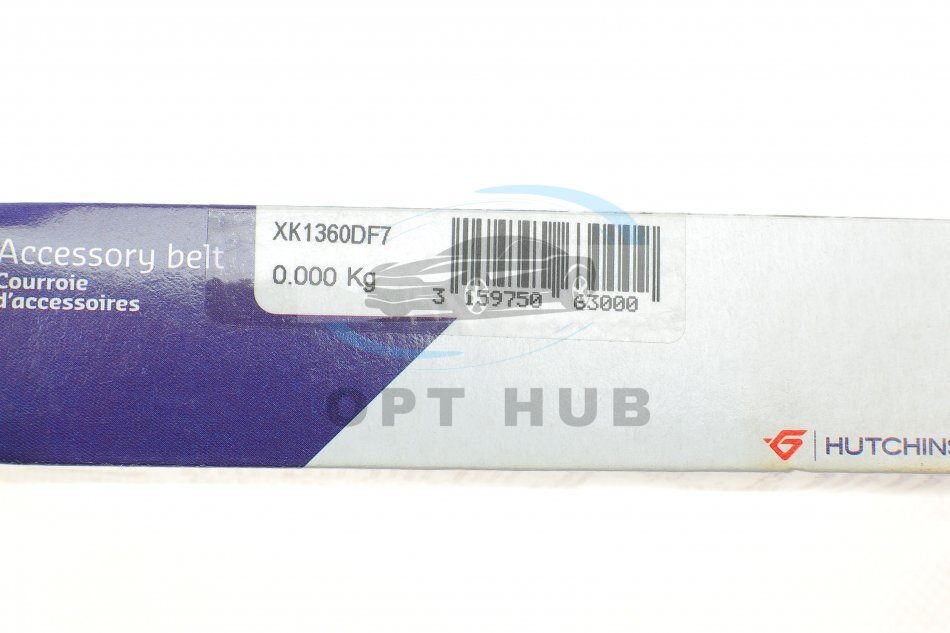 Accessory belt
Courroie
d'accessoires
XK1360DF7
0.000 Kg
3 159750 63000
OPT HUB
HUTCHINS